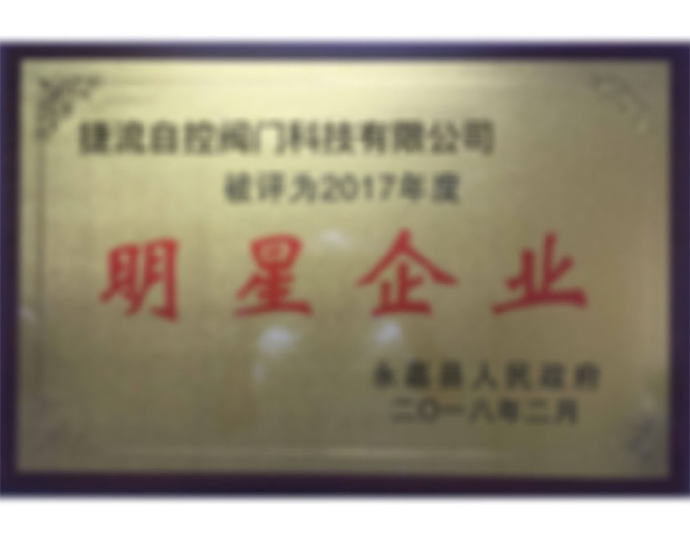 捷流自控阀门科技有限公司
被评为2017年度
明星企业
永嘉县人民政府
二〇一八年二月